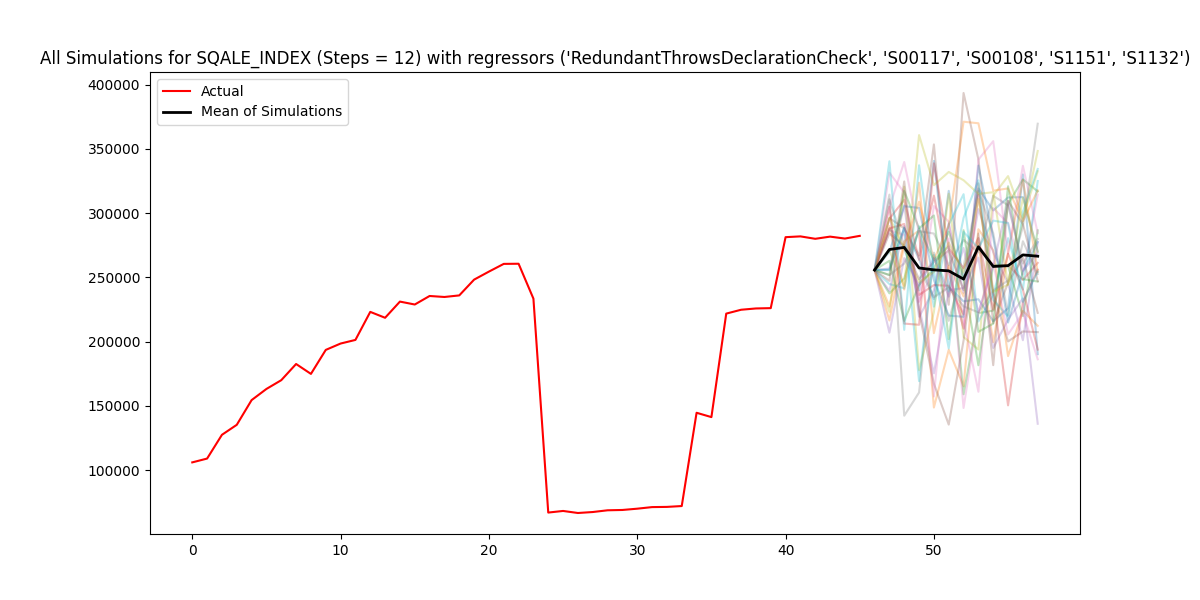 All Simulations for SQALE_INDEX (Steps = 12) with regressors ('RedundantThrowsDeclarationCheck', 'S00117', 'S00108', 'S1151', 'S1132')
Actual
Mean of Simulations
400000
350000
300000
250000
200000
150000
100000
0 10 20 30 40 50